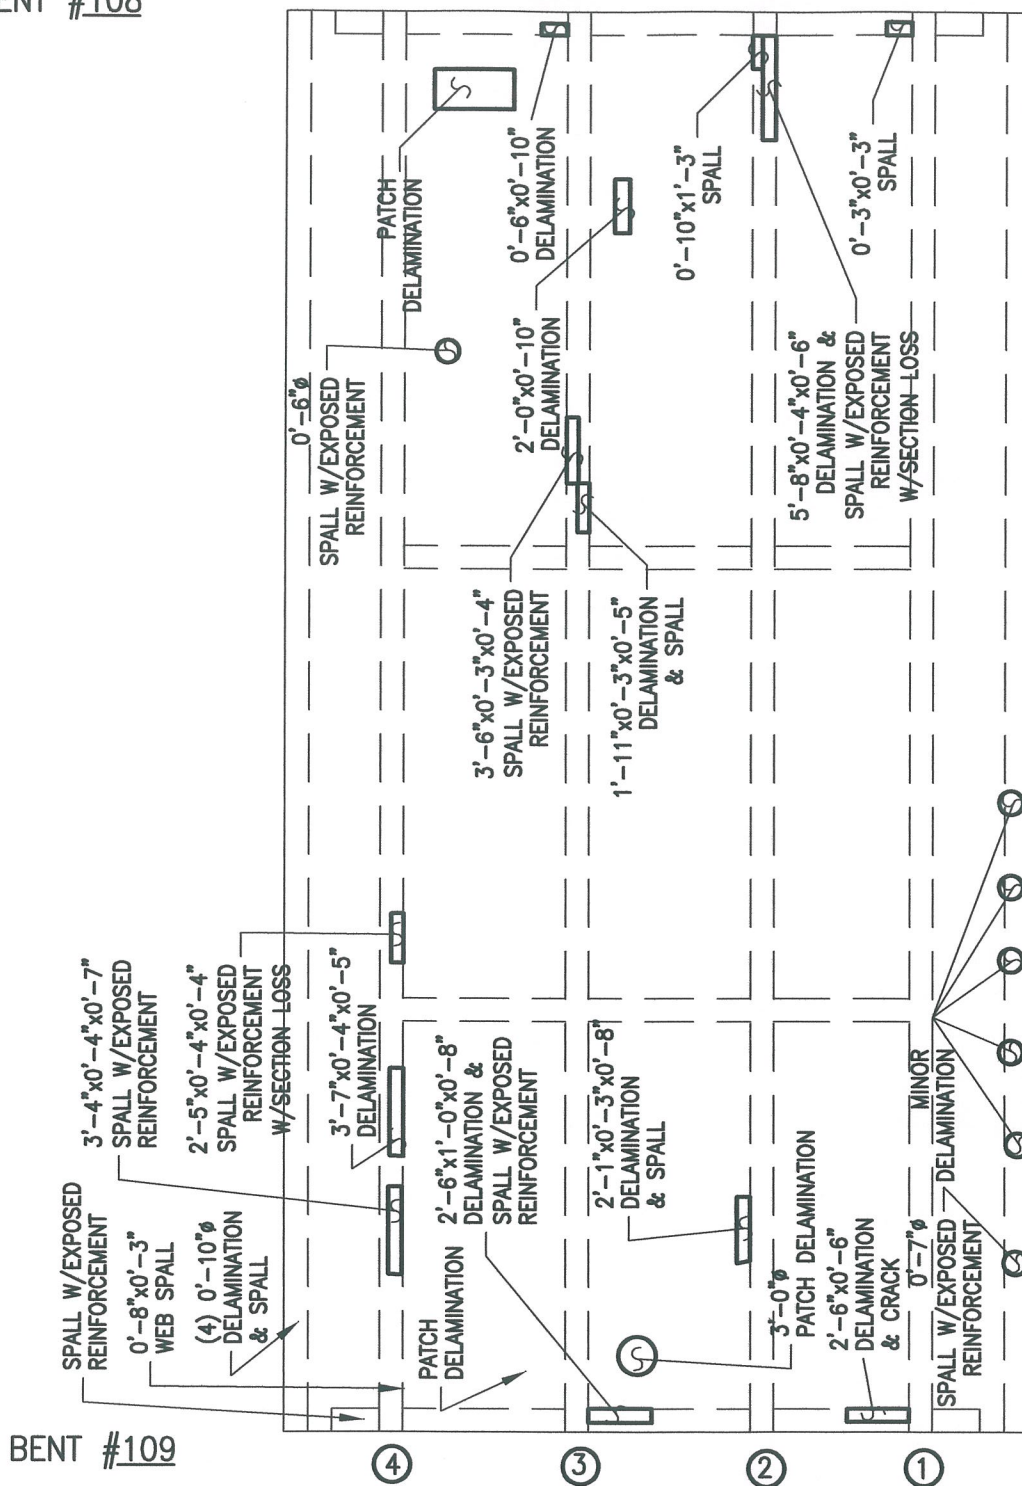 ENT #108
PATCH
DELAMINATION
0'-6"x0'-10"
DELAMINATION
0'-10"x1'-3"
SPALL
0'-3"x0'-3"
SPALL
0'-6"ø
SPALL W/EXPOSED
REINFORCEMENT
2'-0"x0'-10"
DELAMINATION
5'-8"x0'-4"x0'-6"
DELAMINATION &
SPALL W/EXPOSED
REINFORCEMENT
W/SECTION LOSS
3'-6"x0'-3"x0'-4"
SPALL W/EXPOSED
REINFORCEMENT
1'-11"x0'-3"x0'-5"
DELAMINATION
& SPALL
3'-4"x0'-4"x0'-7"
SPALL W/EXPOSED
REINFORCEMENT
2'-5"x0'-4"x0'-4"
SPALL W/EXPOSED
REINFORCEMENT
W/SECTION LOSS
3'-7"x0'-4"x0'-5"
DELAMINATION
2'-6"x1'-0"x0'-8"
DELAMINATION &
SPALL W/EXPOSED
REINFORCEMENT
2'-1"x0'-3"x0'-8"
DELAMINATION
& SPALL
MINOR
DELAMINATION
SPALL W/EXPOSED
REINFORCEMENT
0'-8"x0'-3"
WEB SPALL
(4) 0'-10"ø
DELAMINATION
& SPALL
PATCH
DELAMINATION
3'-0"ø
PATCH DELAMINATION
2'-6"x0'-6"
DELAMINATION
& CRACK
0'-7"ø
SPALL W/EXPOSED
REINFORCEMENT
BENT #109
4
3
2
1